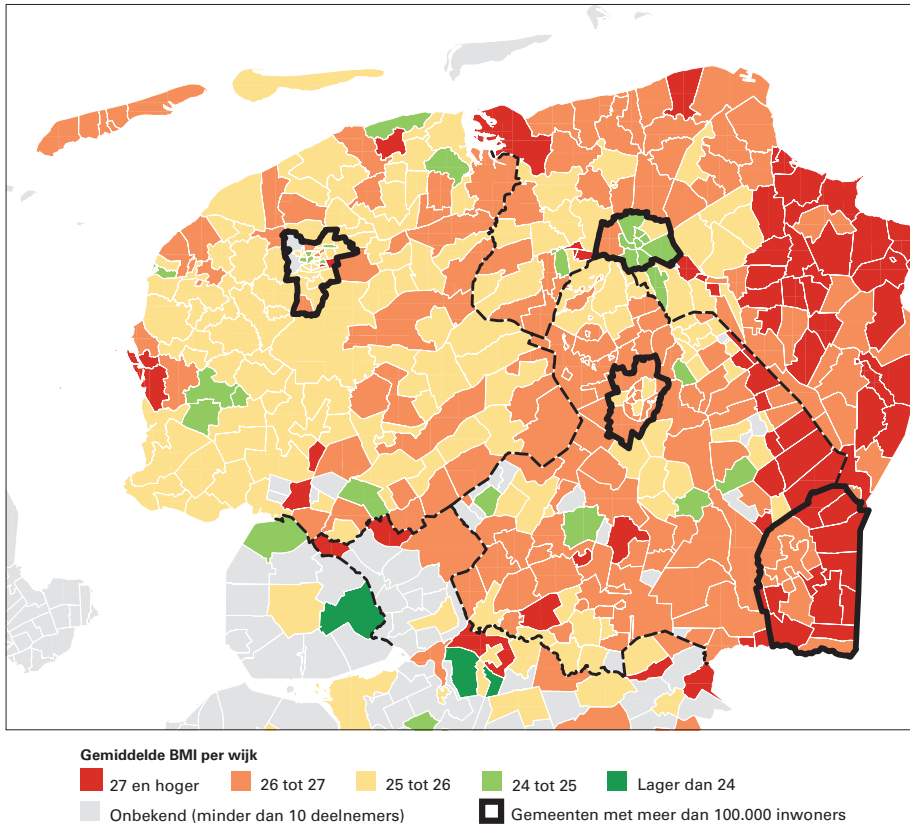 Gemiddelde BMI per wijk
27 en hoger 26 tot 27 25 tot 26 24 tot 25 Lager dan 24
Onbekend (minder dan 10 deelnemers) Gemeenten met meer dan 100.000 inwoners